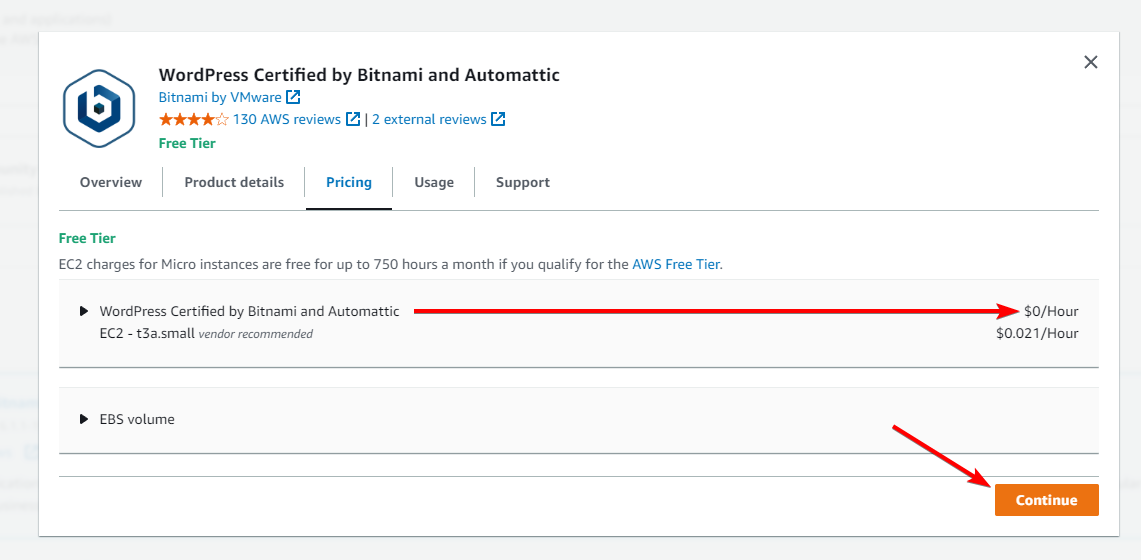 WordPress Certified by Bitnami and Automattic
Bitnami by VMware
130 AWS reviews | 2 external reviews
Free Tier
Overview Product details Pricing Usage Support
Free Tier
EC2 charges for Micro instances are free for up to 750 hours a month if you qualify for the AWS Free Tier.
WordPress Certified by Bitnami and Automattic $0/Hour
EC2 - t3a.small vendor recommended $0.021/Hour
EBS volume
Continue